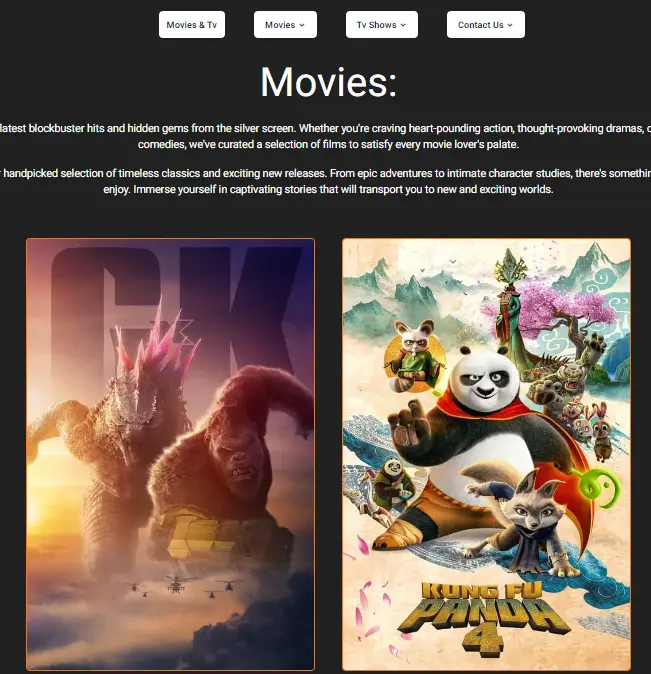 Movies & Tv
Movies
Tv Shows
Contact Us
Movies:
latest blockbuster hits and hidden gems from the silver screen. Whether you're craving heart-pounding action, thought-provoking dramas,
comedies, we've curated a selection of films to satisfy every movie lover's palate.
handpicked selection of timeless classics and exciting new releases. From epic adventures to intimate character studies, there's
enjoy. Immerse yourself in captivating stories that will transport you to new and exciting worlds.
GK
KUNG FU
PANDA
4